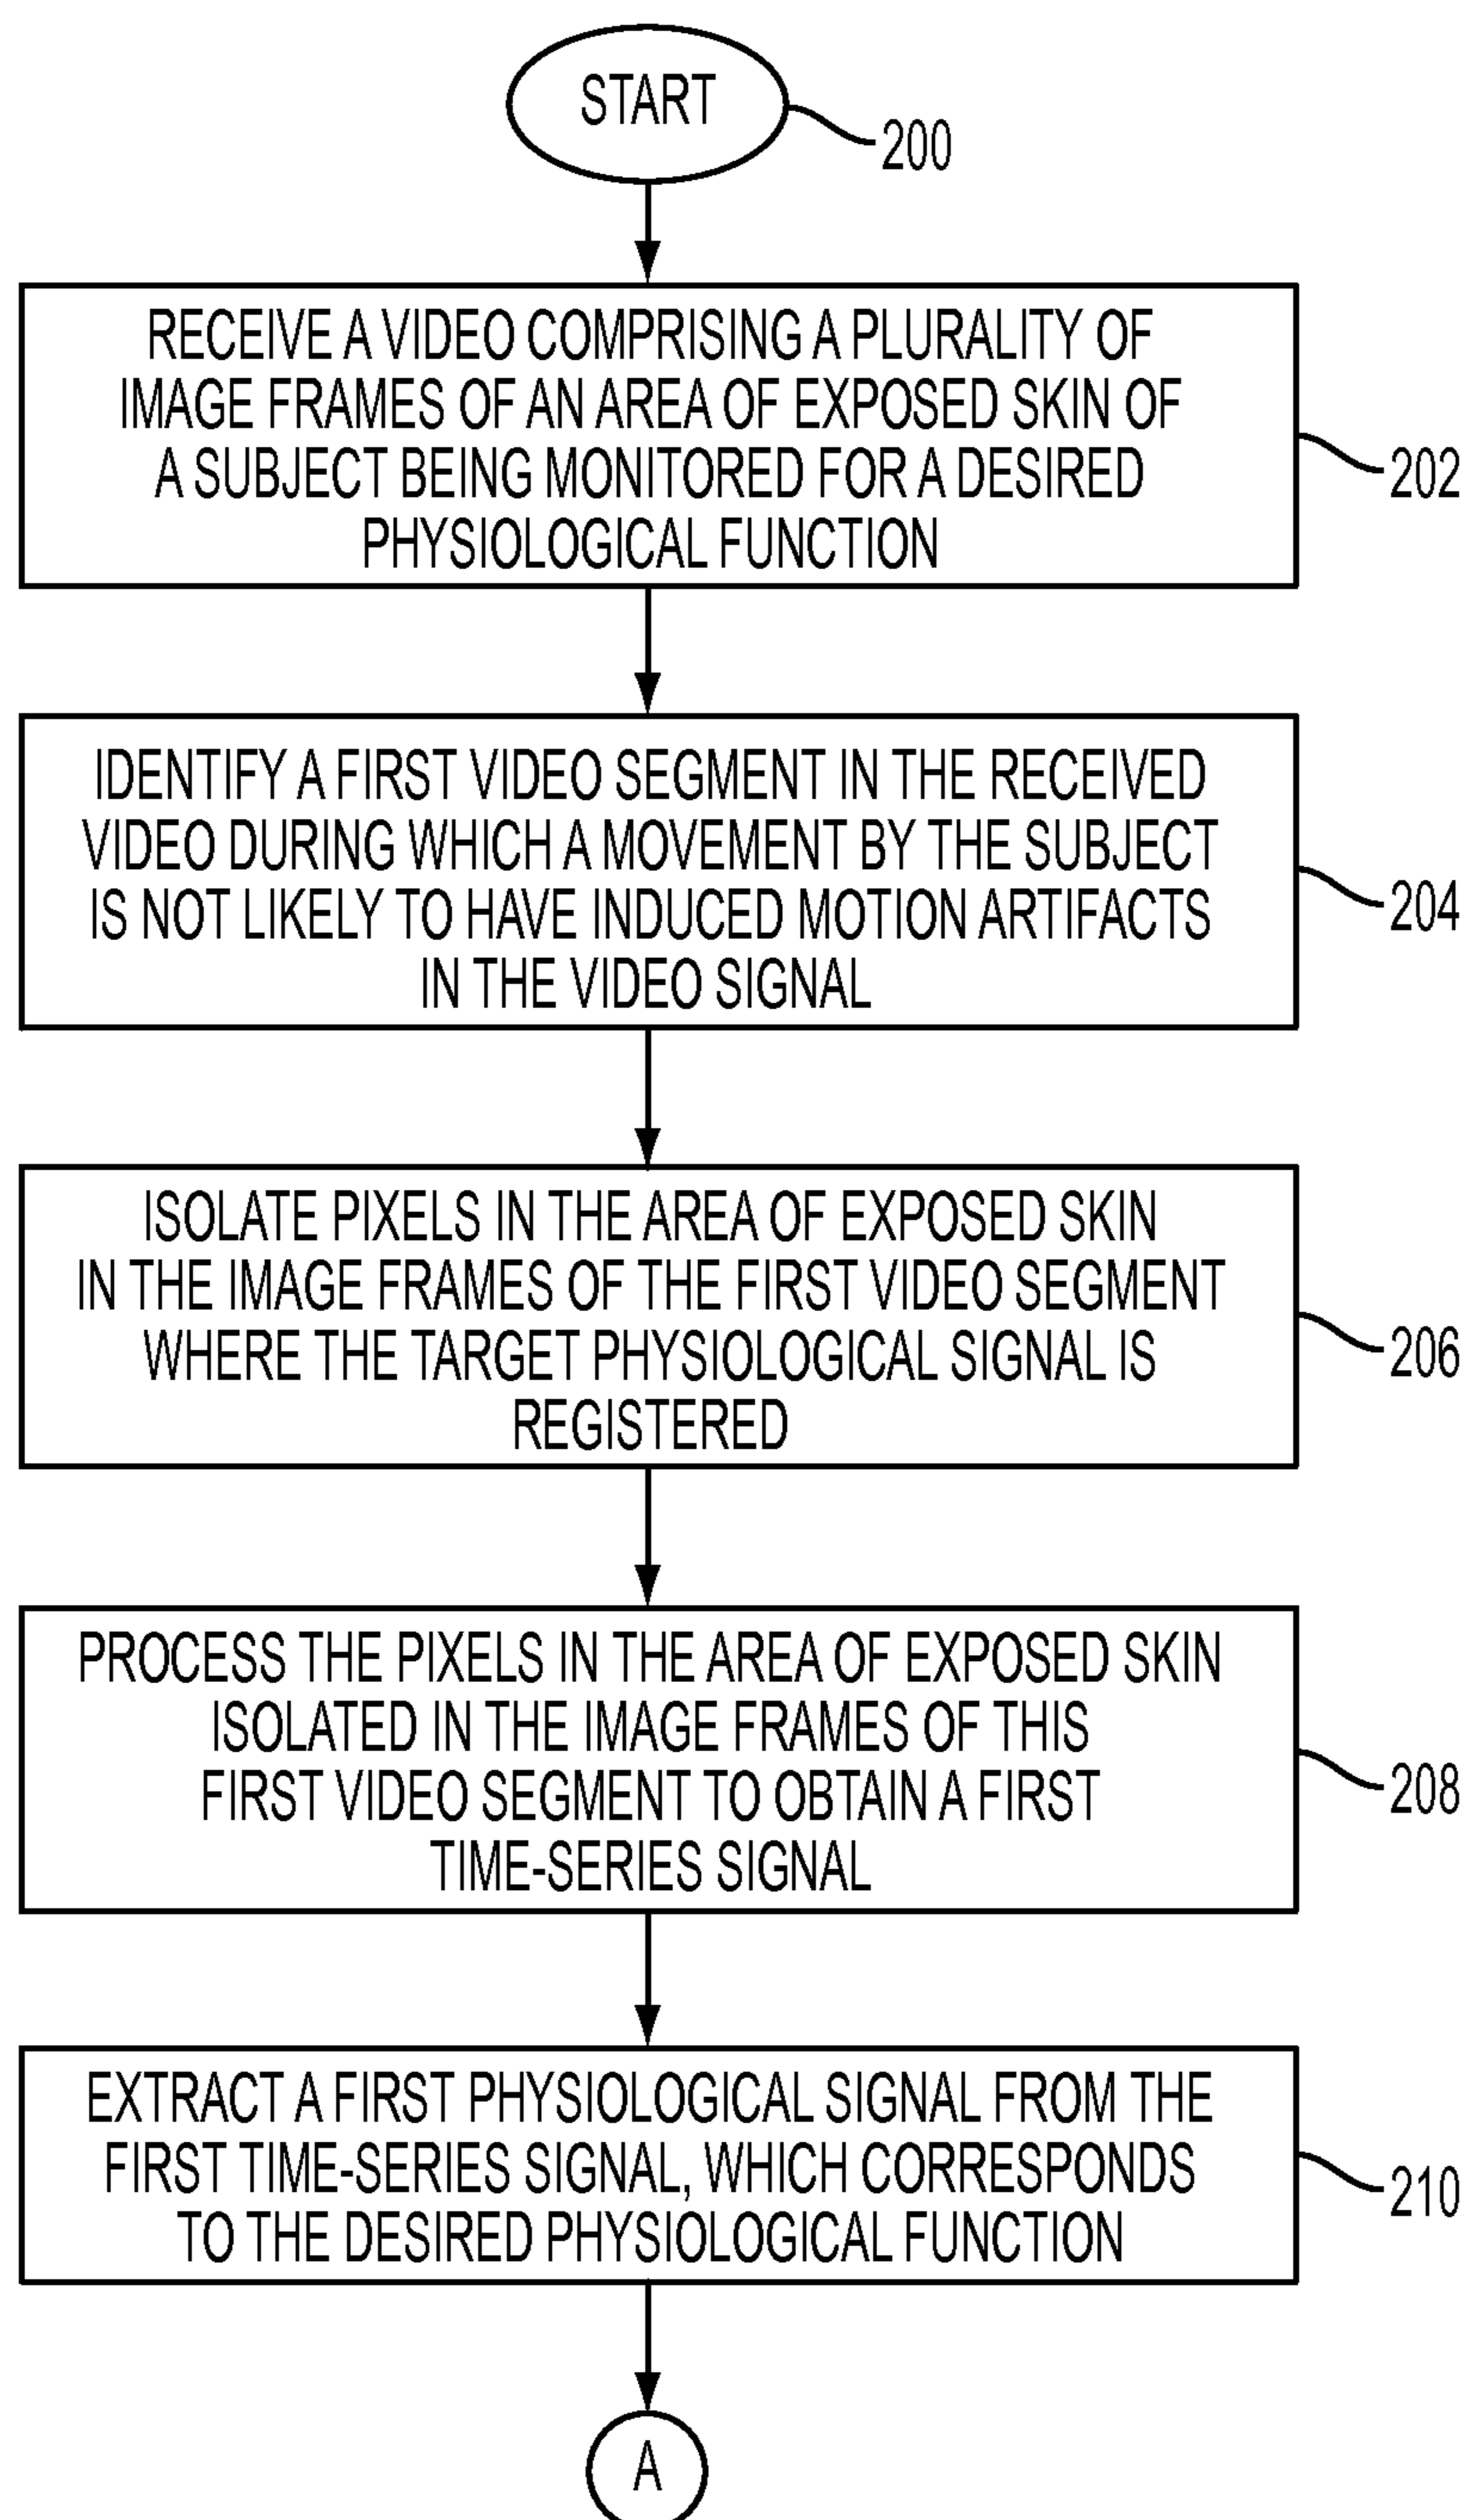 START
200
RECEIVE A VIDEO COMPRISING A PLURALITY OF
IMAGE FRAMES OF AN AREA OF EXPOSED SKIN OF
A SUBJECT BEING MONITORED FOR A DESIRED
PHYSIOLOGICAL FUNCTION
202
IDENTIFY A FIRST VIDEO SEGMENT IN THE RECEIVED
VIDEO DURING WHICH A MOVEMENT BY THE SUBJECT
IS NOT LIKELY TO HAVE INDUCED MOTION ARTIFACTS
IN THE VIDEO SIGNAL
204
ISOLATE PIXELS IN THE AREA OF EXPOSED SKIN
IN THE IMAGE FRAMES OF THE FIRST VIDEO SEGMENT
WHERE THE TARGET PHYSIOLOGICAL SIGNAL IS
REGISTERED
206
PROCESS THE PIXELS IN THE AREA OF EXPOSED SKIN
ISOLATED IN THE IMAGE FRAMES OF THIS
FIRST VIDEO SEGMENT TO OBTAIN A FIRST
TIME-SERIES SIGNAL
208
EXTRACT A FIRST PHYSIOLOGICAL SIGNAL FROM THE
FIRST TIME-SERIES SIGNAL, WHICH CORRESPONDS
TO THE DESIRED PHYSIOLOGICAL FUNCTION
210
A